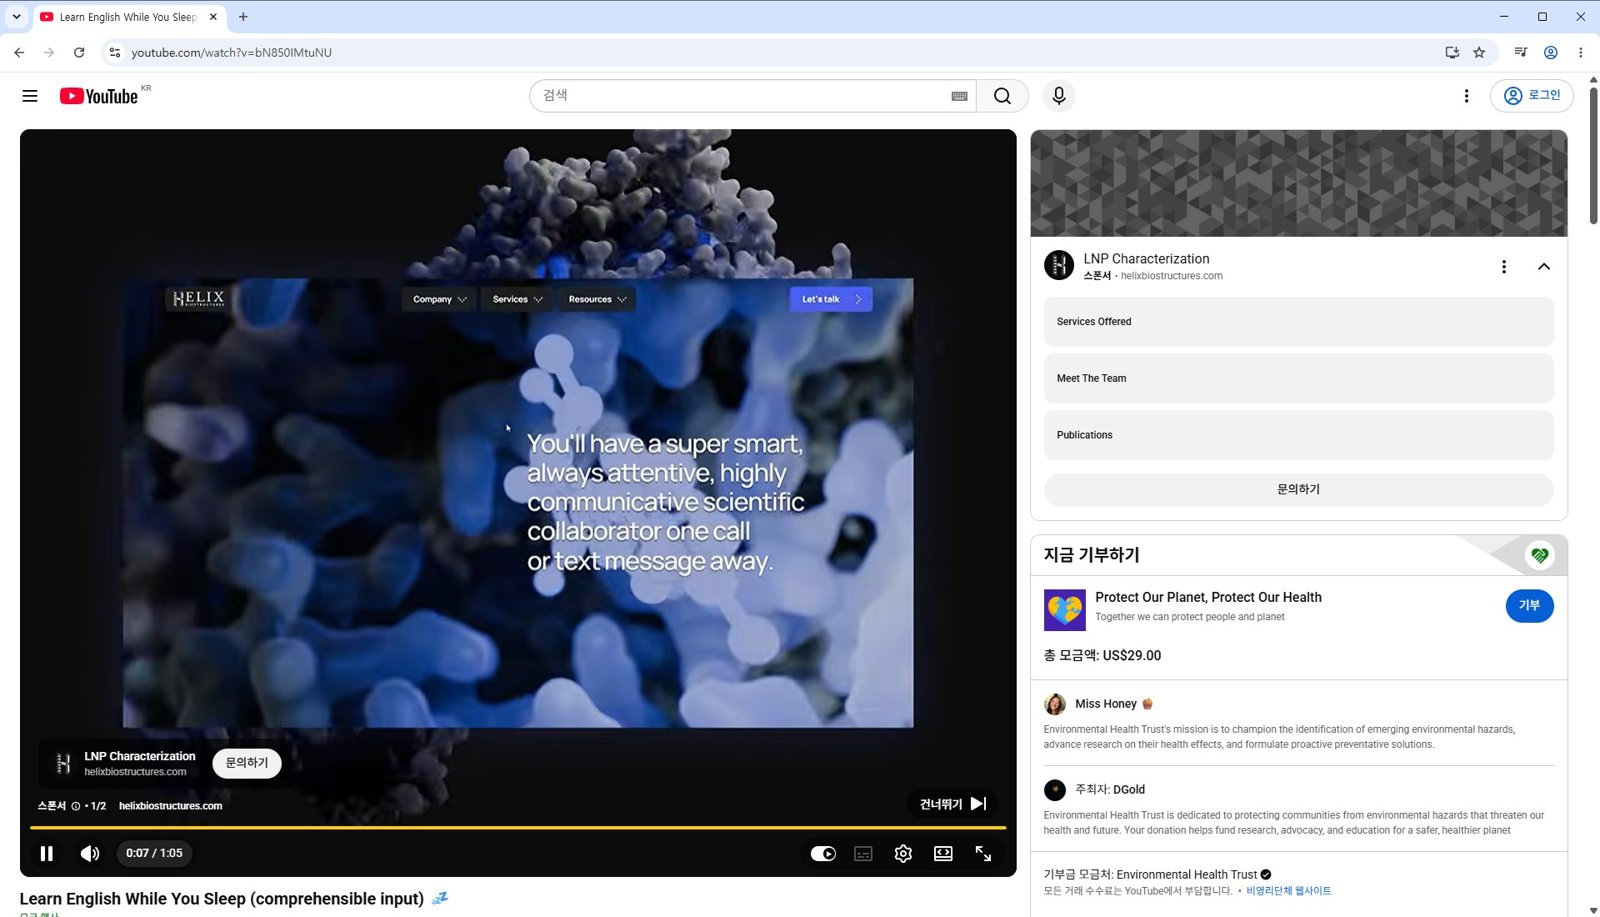 Learn English While You Sleep
youtube.com/watch?v=bN850IMtuNU
YouTube KR
검색
로그인
HELIX
BIOSTRUCTURES
Company
Services
Resources
Let's talk
You'll have a super smart,
always attentive, highly
communicative scientific
collaborator one call
or text message away.
LNP Characterization
helixbiostructures.com
문의하기
스폰서 • 1/2 helixbiostructures.com
건너뛰기
0:07 / 1:05
Learn English While You Sleep (comprehensible input) 💤
LNP Characterization
스폰서 · helixbiostructures.com
Services Offered
Meet The Team
Publications
문의하기
지금 기부하기
Protect Our Planet, Protect Our Health
Together we can protect people and planet
기부
총 모금액: US$29.00
Miss Honey
Environmental Health Trust's mission is to champion the identification of emerging environmental hazards,
advance research on their health effects, and formulate proactive preventative solutions.
주최자: DGold
Environmental Health Trust is dedicated to protecting communities from environmental hazards that threaten our
health and future. Your donation helps fund research, advocacy, and education for a safer, healthier planet
기부금 모금처: Environmental Health Trust
모든 거래 수수료는 YouTube에서 부담합니다. • 비영리단체 웹사이트